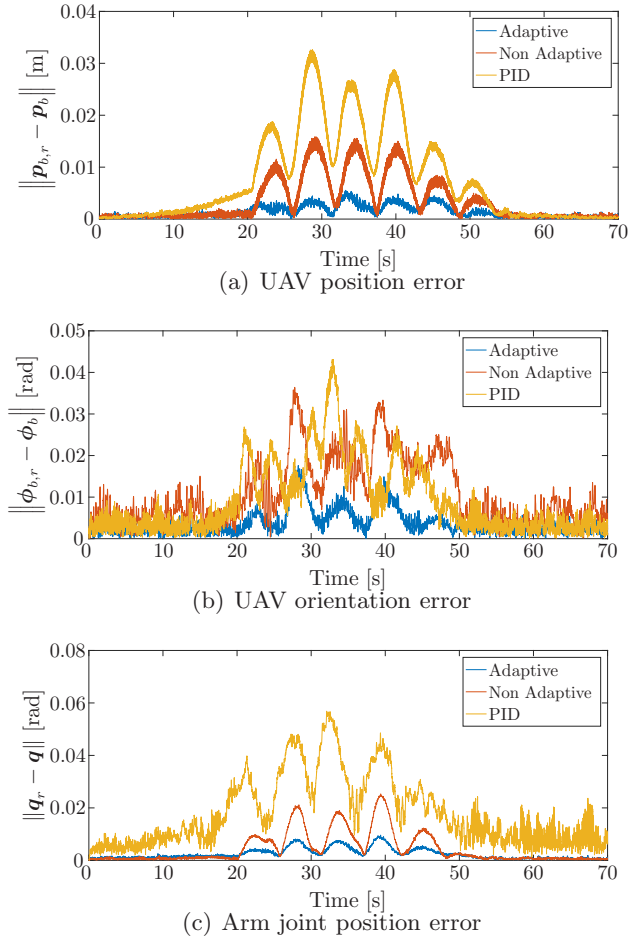 0.04
0.03
0.02
0.01
0
‖p_{b,r} − p_b‖ [m]
Adaptive
Non Adaptive
PID
0 10 20 30 40 50 60 70
Time [s]
(a) UAV position error
0.05
0.04
0.03
0.02
0.01
0
‖ϕ_{b,r} − ϕ_b‖ [rad]
Adaptive
Non Adaptive
PID
0 10 20 30 40 50 60 70
Time [s]
(b) UAV orientation error
0.08
0.06
0.04
0.02
0
‖q_r − q‖ [rad]
Adaptive
Non Adaptive
PID
0 10 20 30 40 50 60 70
Time [s]
(c) Arm joint position error